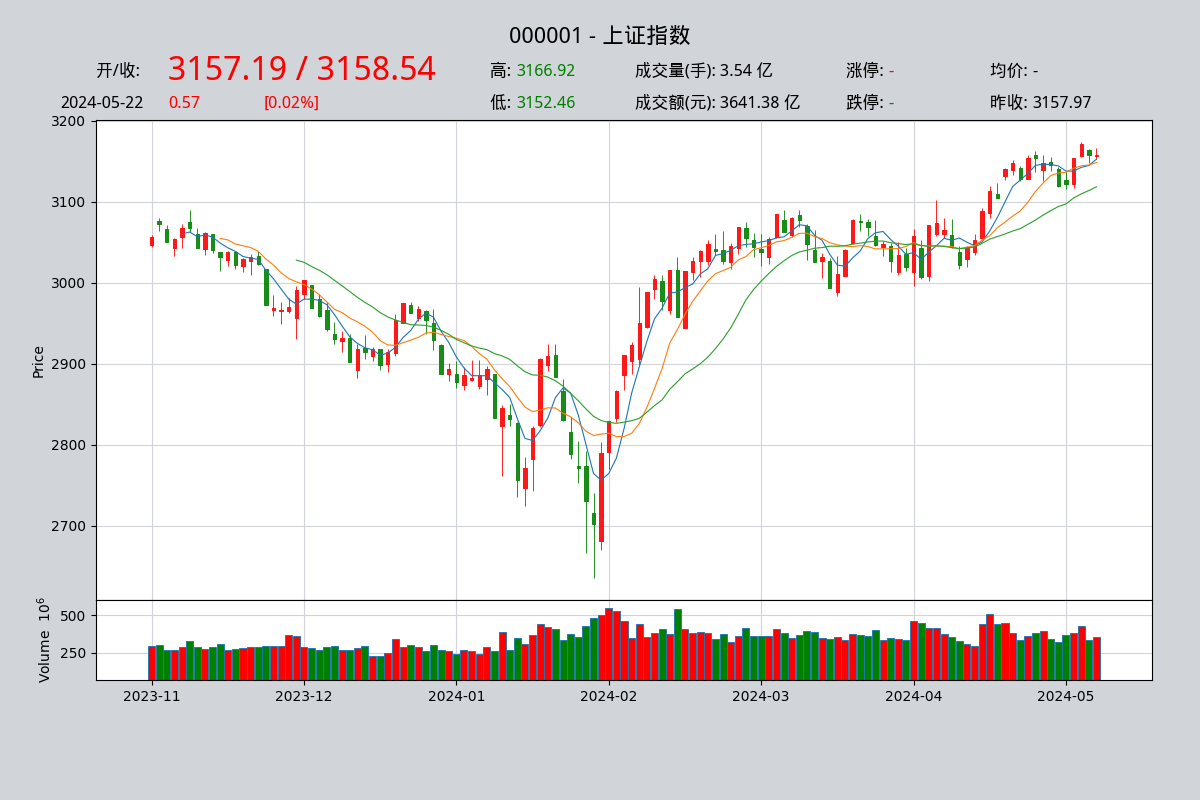 000001 - 上证指数
开/收: 3157.19 / 3158.54 高: 3166.92 成交量(手): 3.54 亿 涨停: - 均价: -
2024-05-22 0.57 [0.02%] 低: 3152.46 成交额(元): 3641.38 亿 跌停: - 昨收: 3157.97
3200
3100
3000
2900
2800
2700
Price
500
250
Volume 10⁶
2023-11 2023-12 2024-01 2024-02 2024-03 2024-04 2024-05